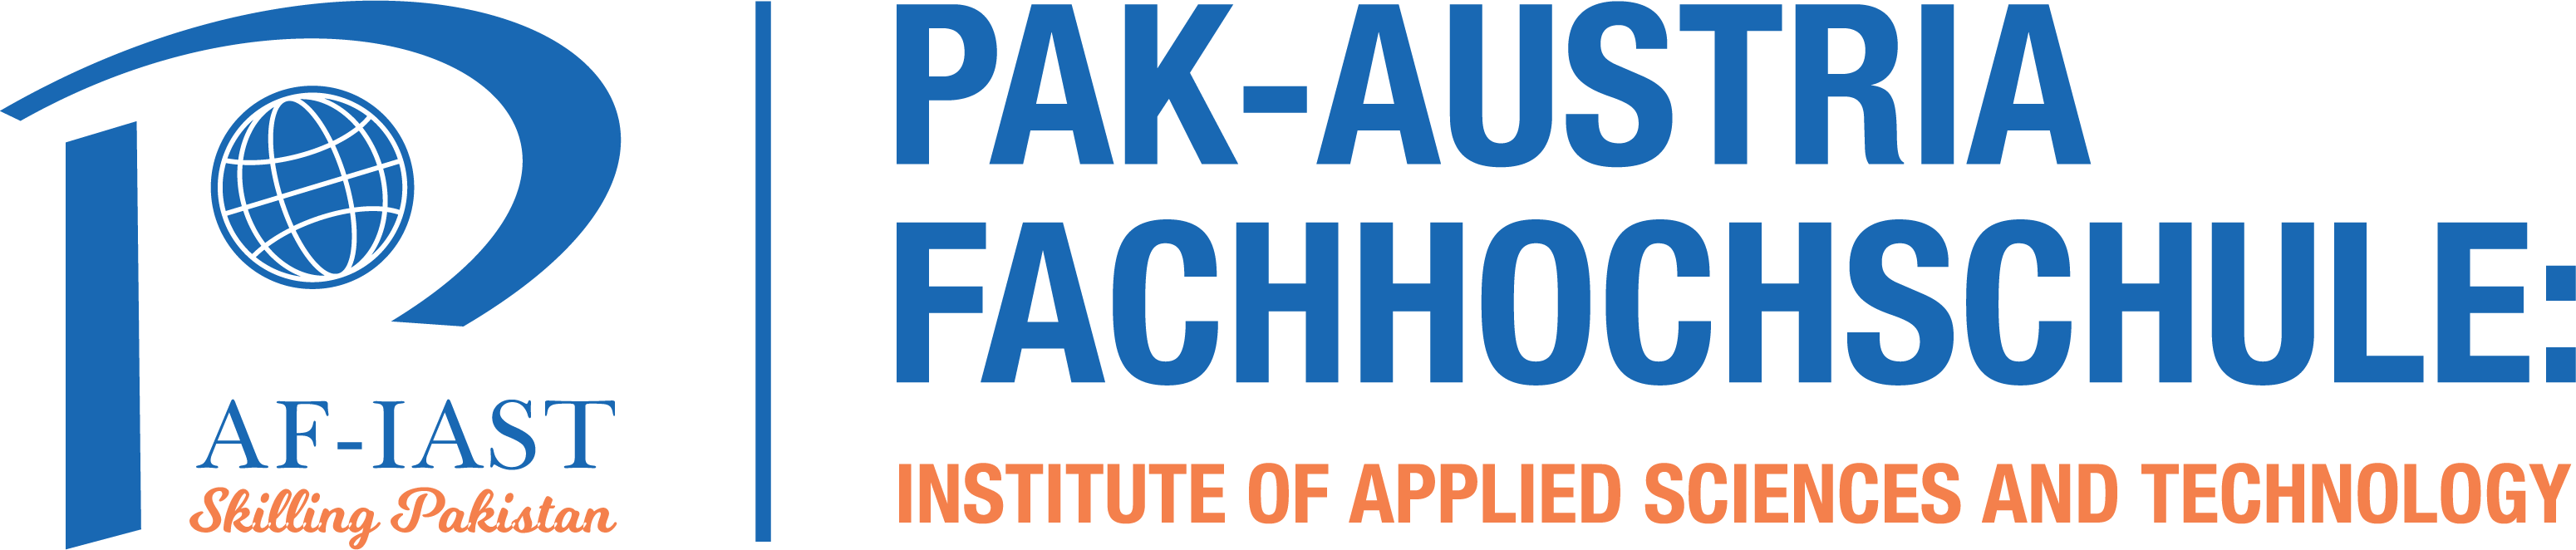 PAF-IAST
Skilling Pakistan
PAK-AUSTRIA
FACHHOCHSCHULE:
INSTITUTE OF APPLIED SCIENCES AND TECHNOLOGY